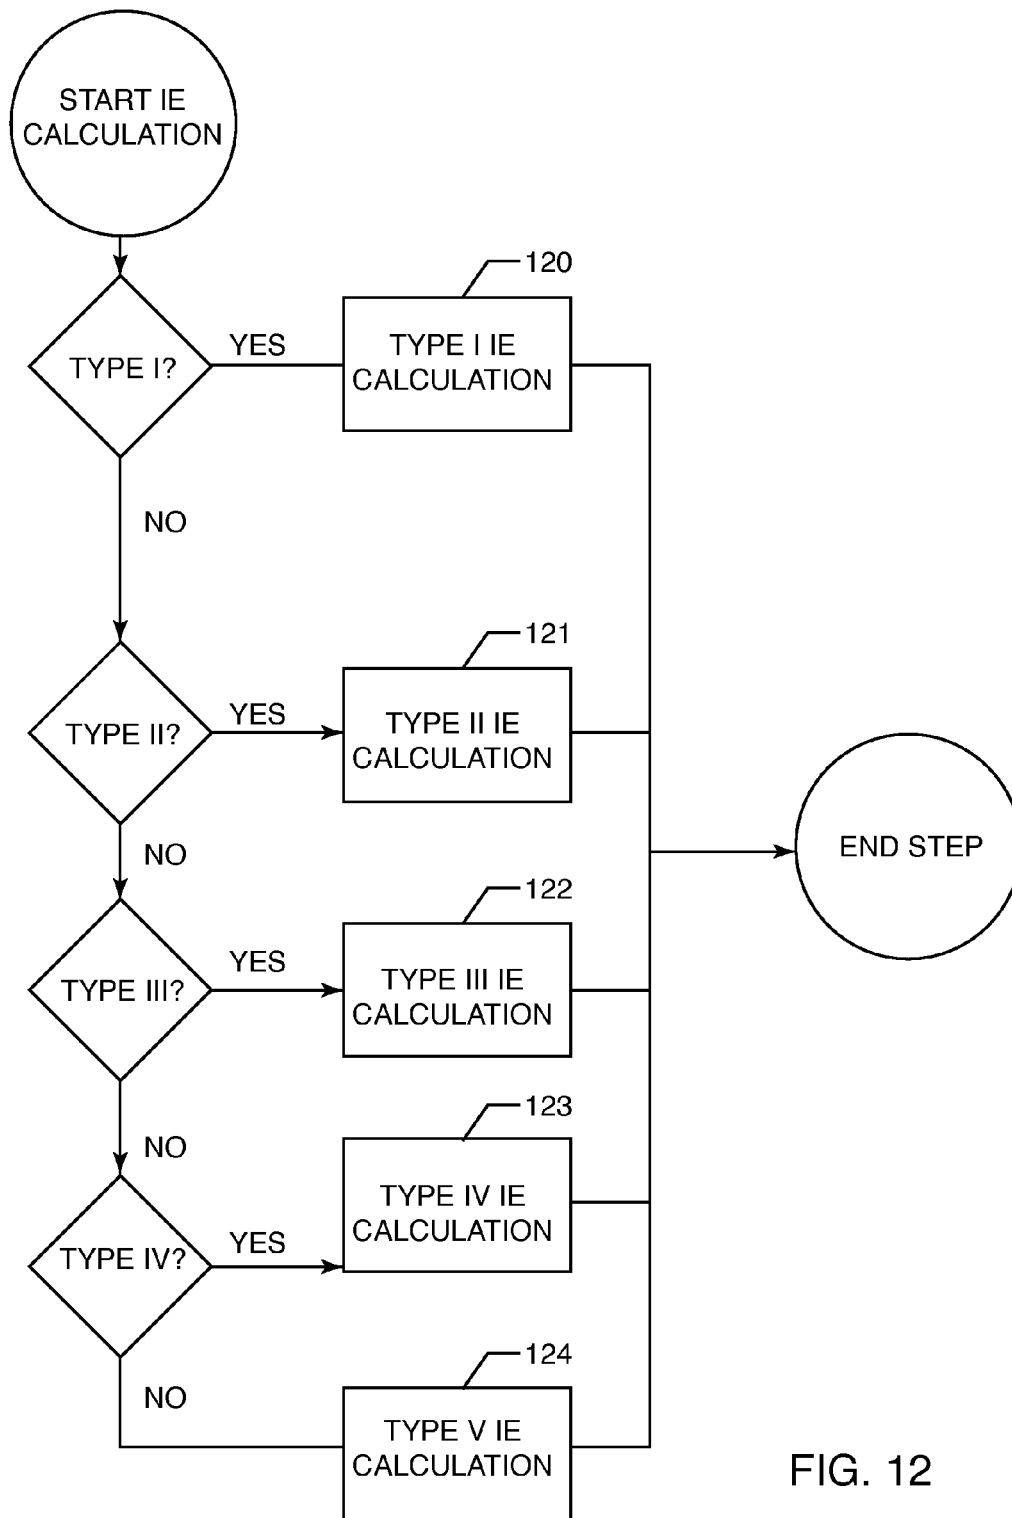 START IE
CALCULATION
120
TYPE I?
YES
TYPE I IE
CALCULATION
NO
121
TYPE II?
YES
TYPE II IE
CALCULATION
NO
END STEP
122
TYPE III?
YES
TYPE III IE
CALCULATION
NO
123
TYPE IV?
YES
TYPE IV IE
CALCULATION
NO
124
TYPE V IE
CALCULATION
FIG. 12